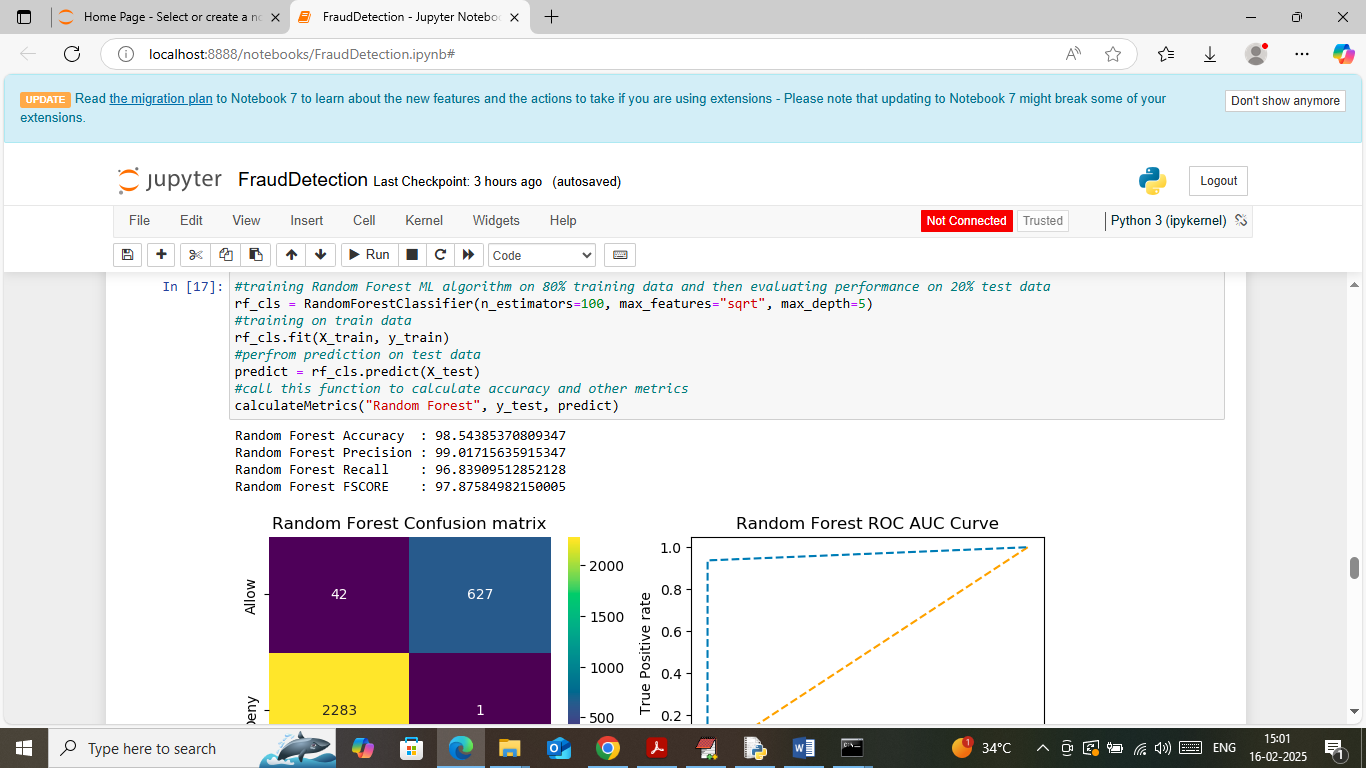 Home Page - Select or create a no
FraudDetection - Jupyter Noteboo
localhost:8888/notebooks/FraudDetection.ipynb#
UPDATE Read the migration plan to Notebook 7 to learn about the new features and the actions to take if you are using extensions - Please note that updating to Notebook 7 might break some of your
extensions.
Don't show anymore
jupyter FraudDetection Last Checkpoint: 3 hours ago (autosaved)
Logout
File Edit View Insert Cell Kernel Widgets Help
Not Connected Trusted Python 3 (ipykernel)
Run Code
In [17]: #training Random Forest ML algorithm on 80% training data and then evaluating performance on 20% test data
rf_cls = RandomForestClassifier(n_estimators=100, max_features="sqrt", max_depth=5)
#training on train data
rf_cls.fit(X_train, y_train)
#perfrom prediction on test data
predict = rf_cls.predict(X_test)
#call this function to calculate accuracy and other metrics
calculateMetrics("Random Forest", y_test, predict)
Random Forest Accuracy  : 98.54385370809347
Random Forest Precision : 99.01715635915347
Random Forest Recall    : 96.83909512852128
Random Forest FSCORE    : 97.87584982150005
Random Forest Confusion matrix
Allow
42
627
2283
1
2000
1500
1000
500
Random Forest ROC AUC Curve
True Positive rate
1.0
0.8
0.6
0.4
0.2
Type here to search
34°C
ENG
15:01
16-02-2025
1
1